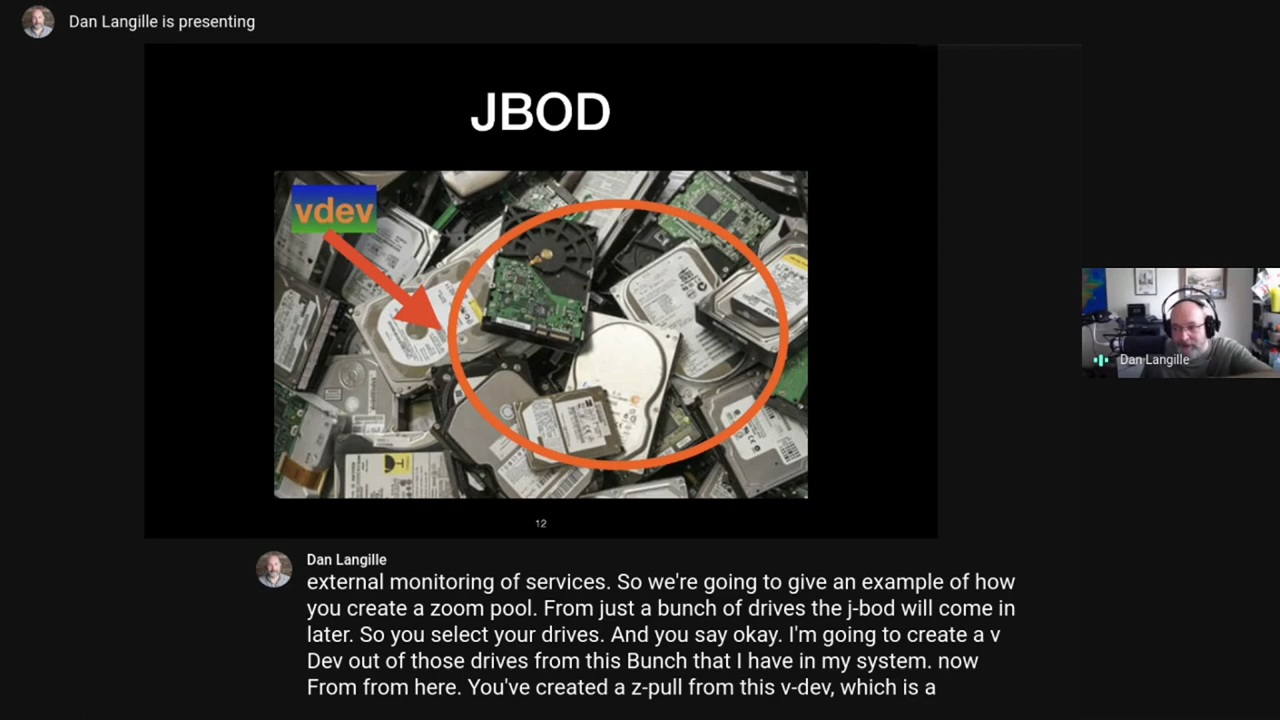 Dan Langille is presenting
JBOD
vdev
12
Dan Langille
Dan Langille
external monitoring of services. So we're going to give an example of how
you create a zoom pool. From just a bunch of drives the j-bod will come in
later. So you select your drives. And you say okay. I'm going to create a v
Dev out of those drives from this Bunch that I have in my system. now
From from here. You've created a z-pull from this v-dev, which is a